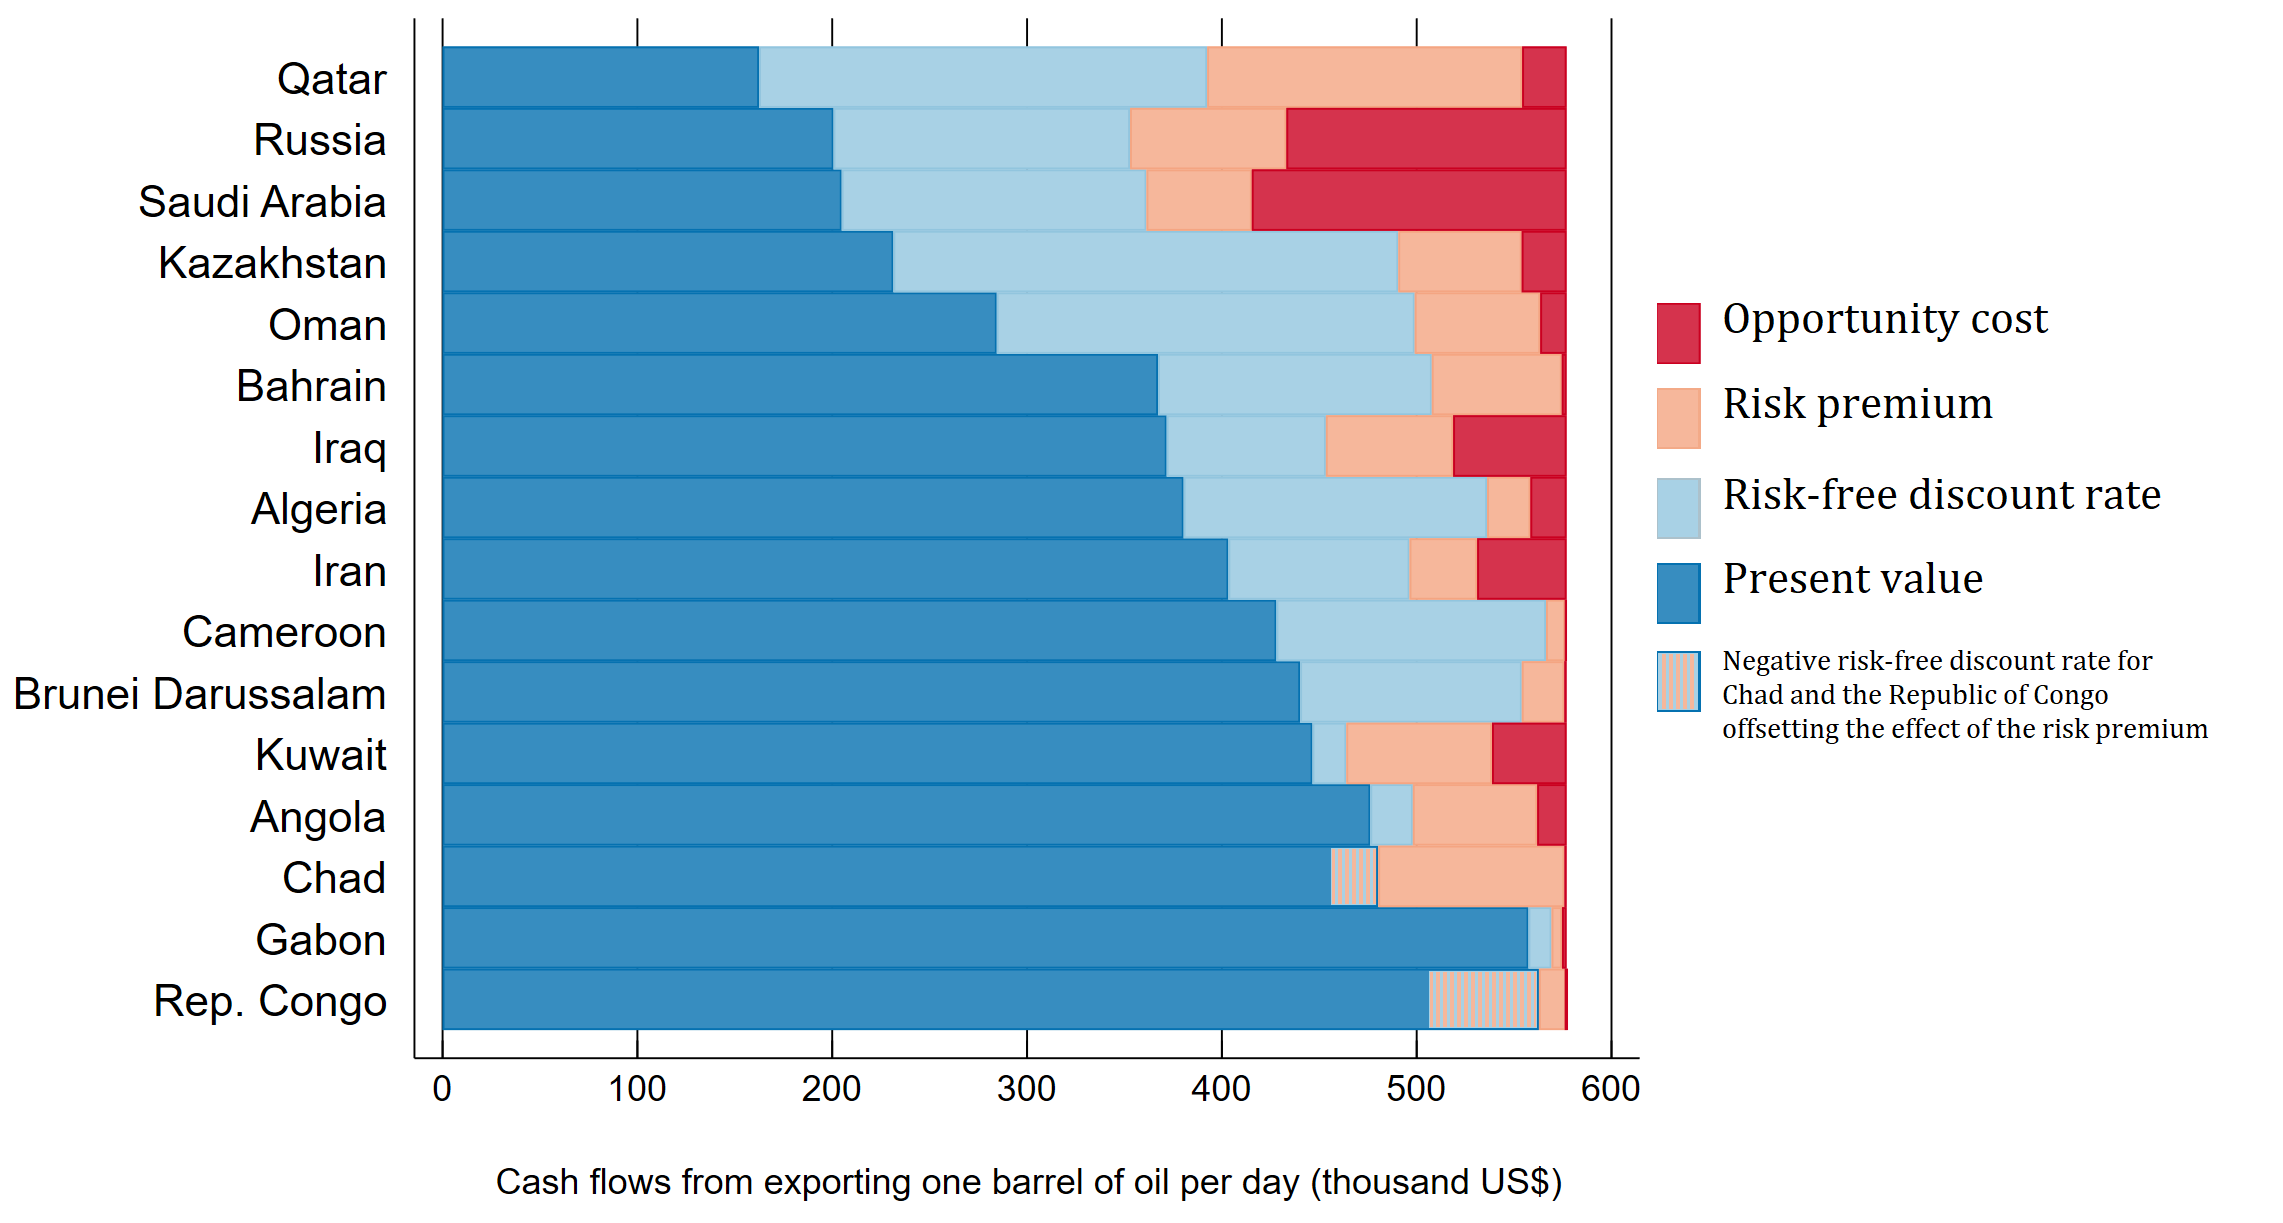 Qatar
Russia
Saudi Arabia
Kazakhstan
Oman
Bahrain
Iraq
Algeria
Iran
Cameroon
Brunei Darussalam
Kuwait
Angola
Chad
Gabon
Rep. Congo
0 100 200 300 400 500 600
Cash flows from exporting one barrel of oil per day (thousand US$)
Opportunity cost
Risk premium
Risk-free discount rate
Present value
Negative risk-free discount rate for
Chad and the Republic of Congo
offsetting the effect of the risk premium